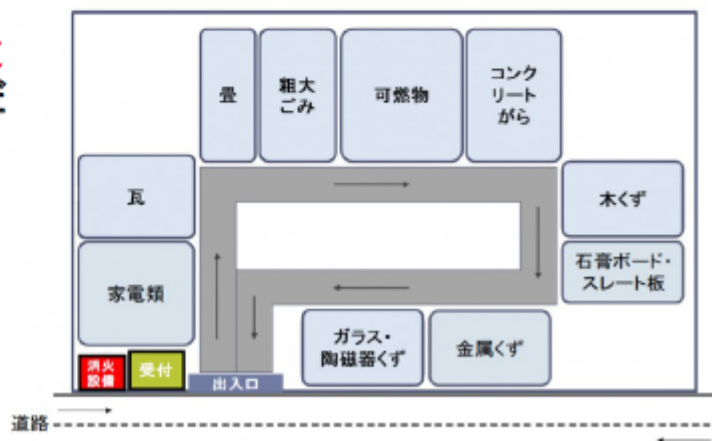 畳
粗大
ごみ
可燃物
コンク
リート
がら
瓦
木くず
家電類
石膏ボード・
スレート板
ガラス・
陶磁器くず
金属くず
消火
設備
受付
出入口
道路